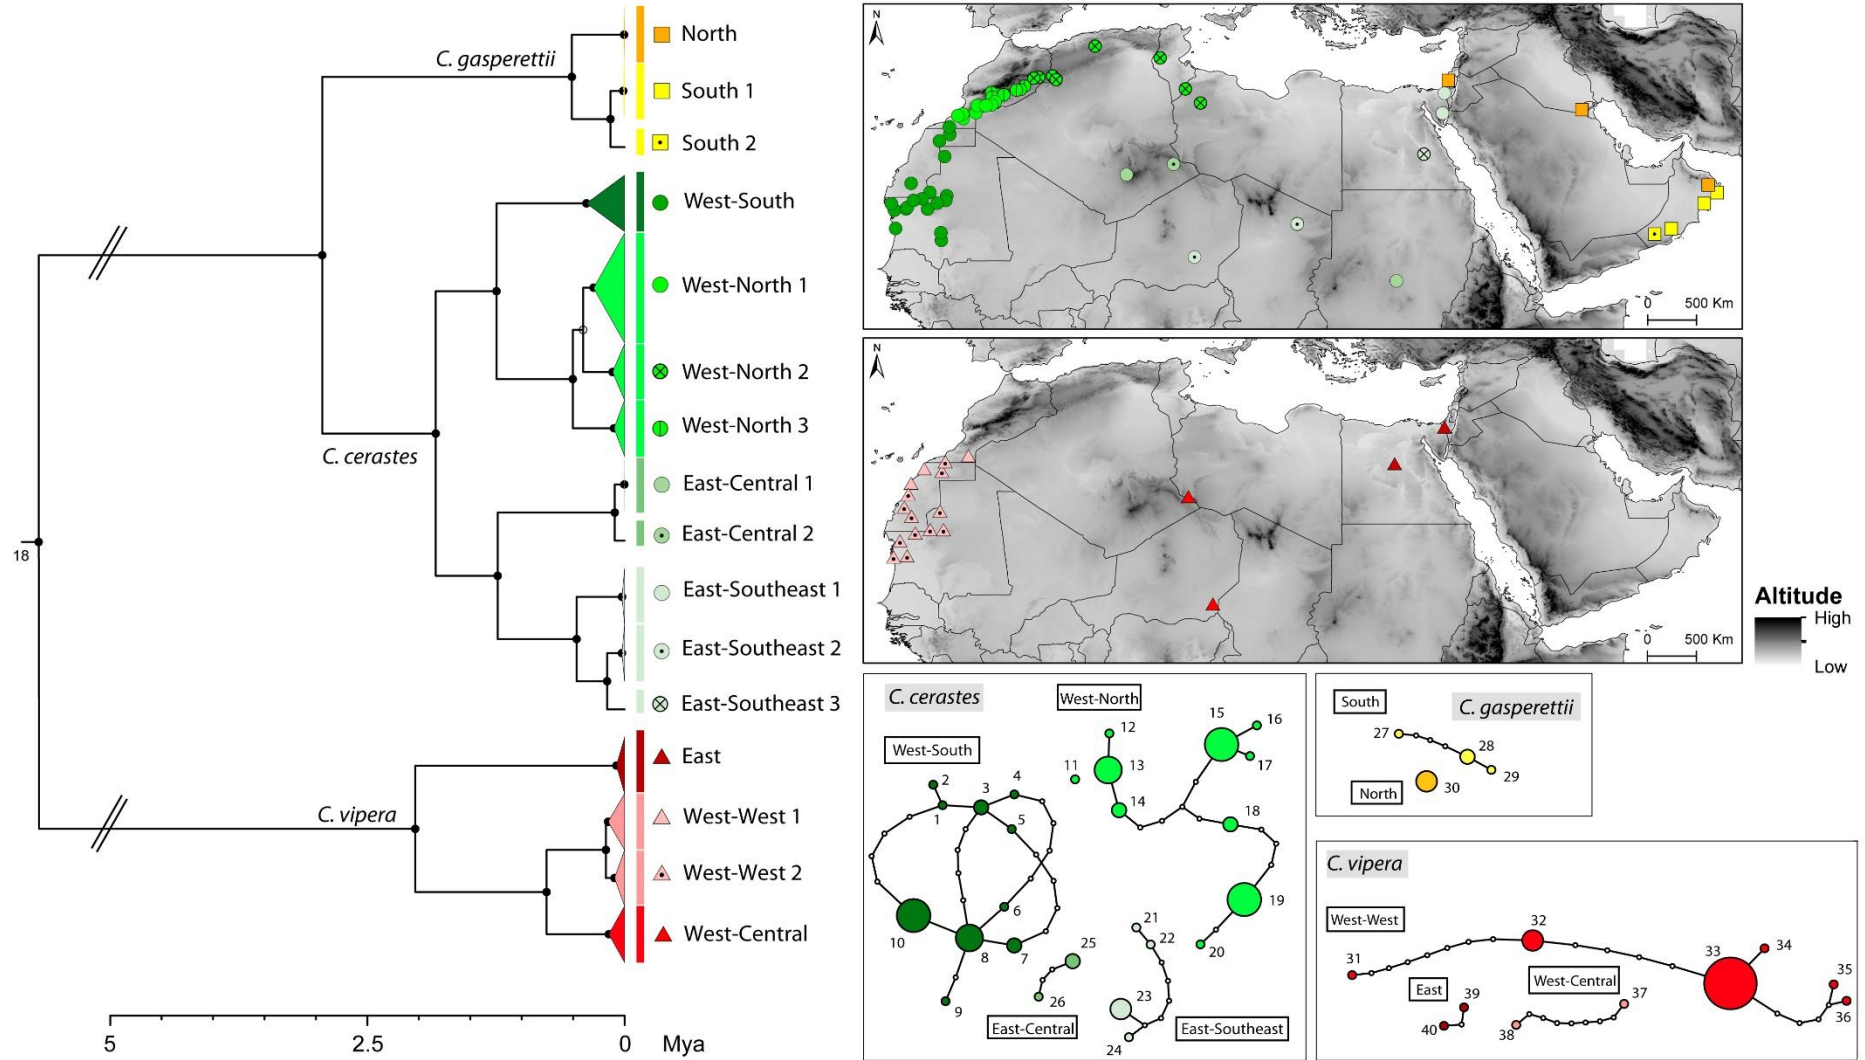 C. gasperettii
North
South 1
South 2
West-South
West-North 1
West-North 2
West-North 3
C. cerastes
East-Central 1
East-Central 2
18
East-Southeast 1
East-Southeast 2
East-Southeast 3
East
C. vipera
West-West 1
West-West 2
West-Central
5
2.5
0
Mya
N
0
500 Km
N
0
500 Km
Altitude
High
Low
C. cerastes
West-North
West-South
12
15
16
11
13
17
14
2
3
4
1
5
18
6
19
10
8
7
25
21
22
20
9
26
23
24
East-Central
East-Southeast
South
C. gasperettii
27
28
29
North
30
C. vipera
West-West
32
33
34
31
35
East
39
West-Central
37
40
38
36